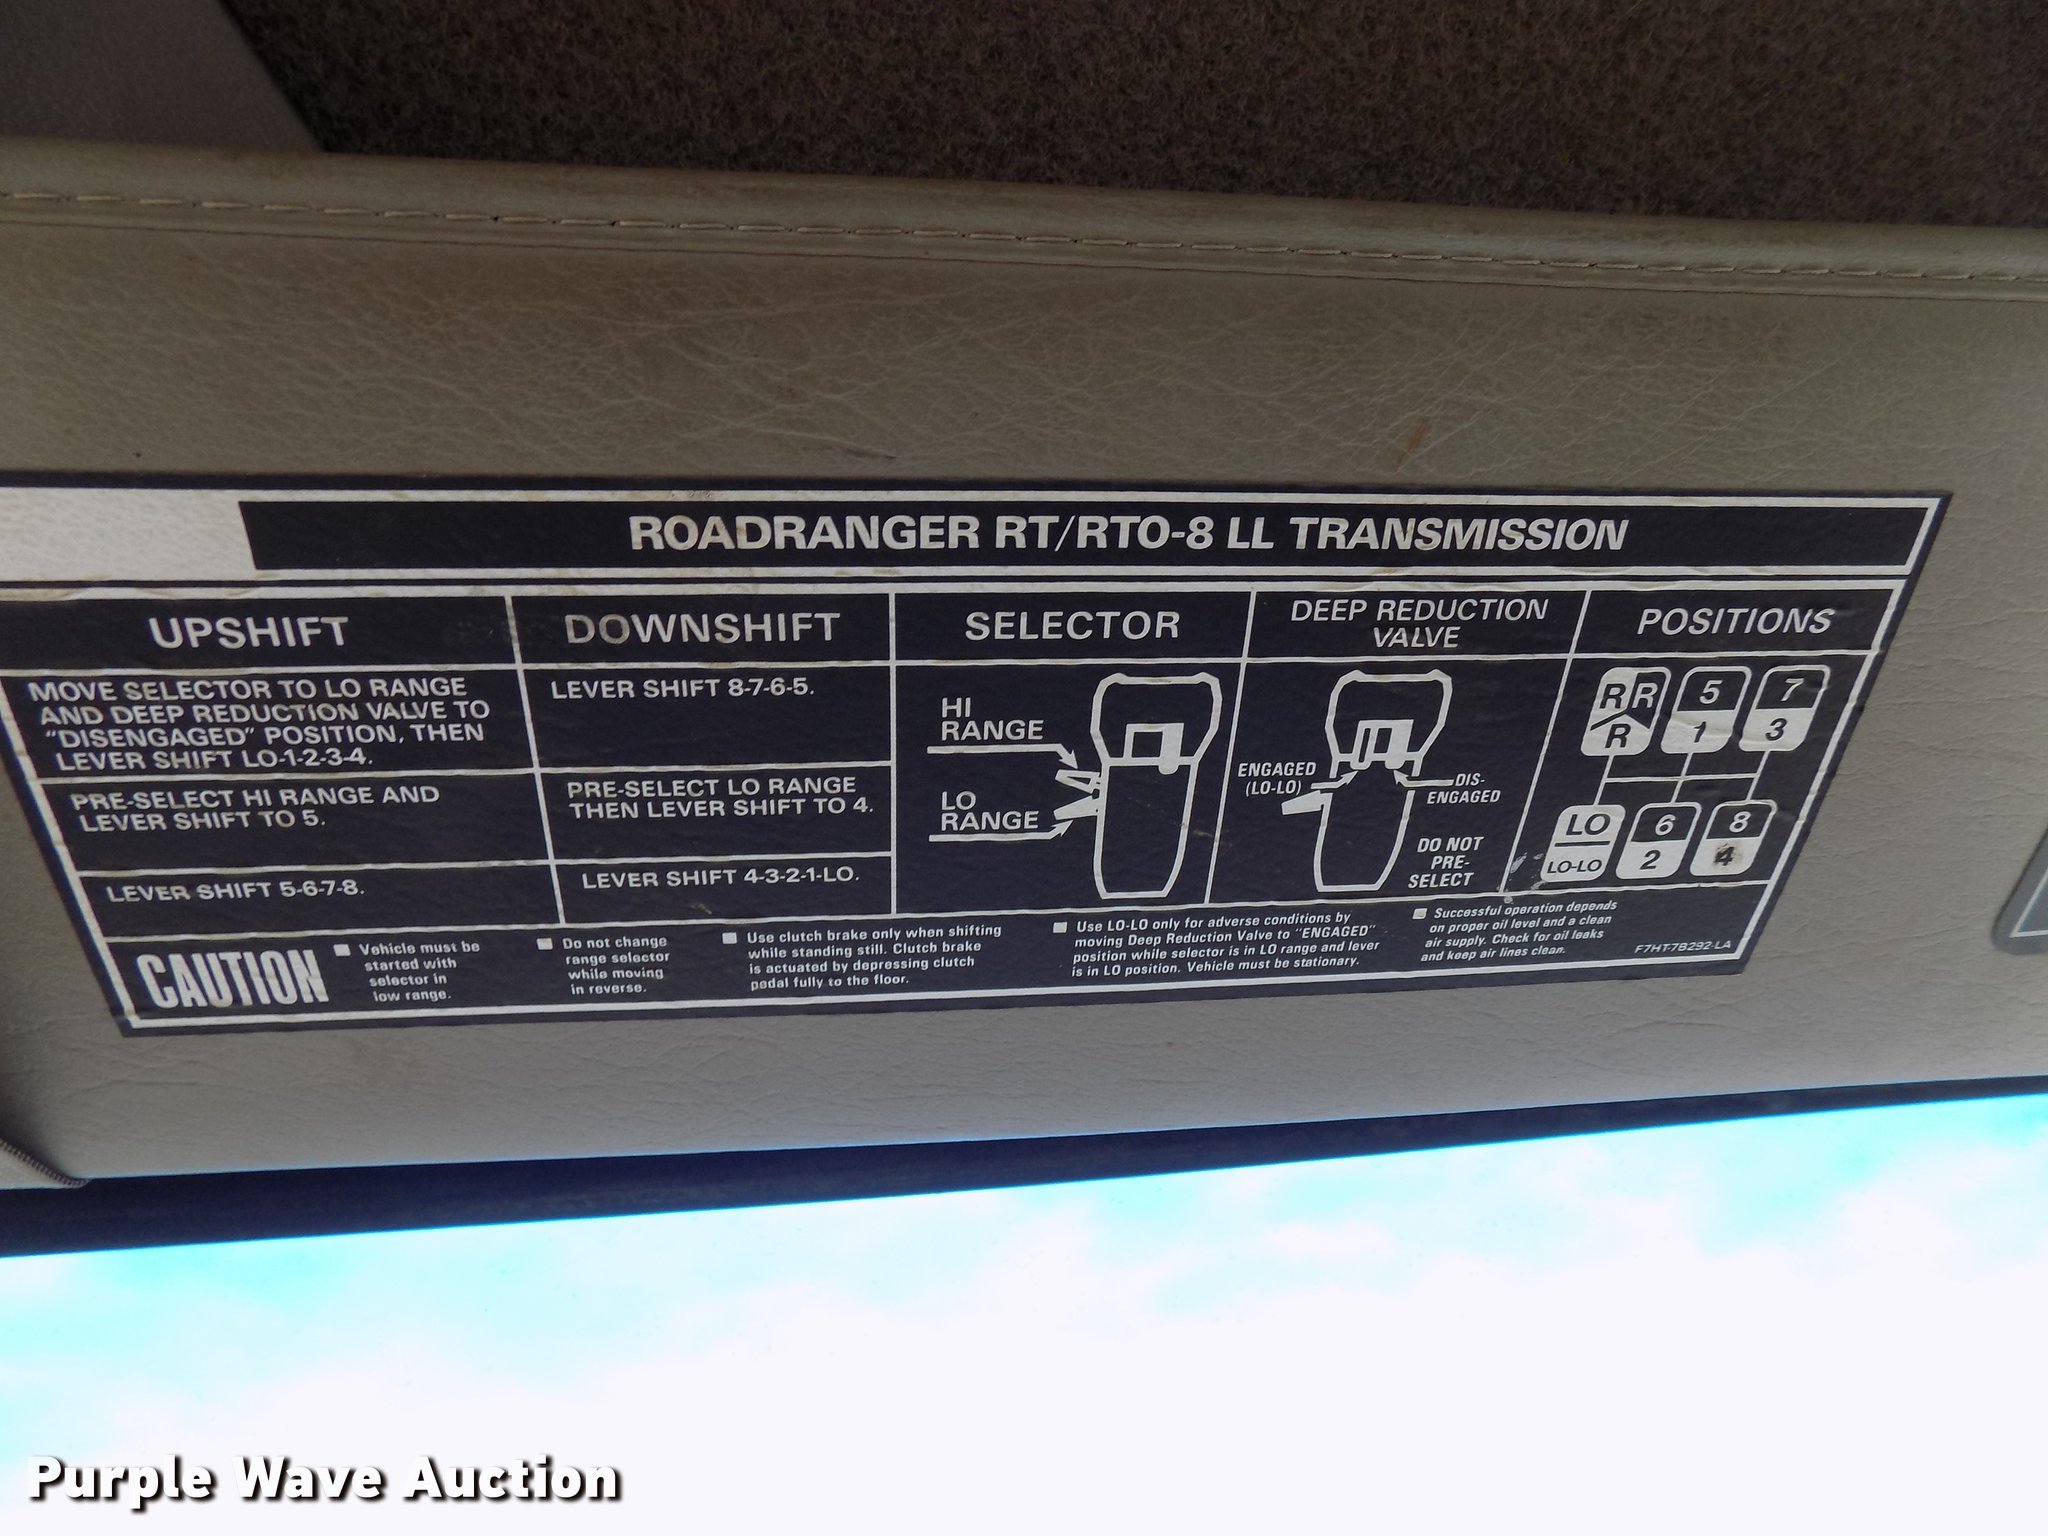 ROADRANGER RT/RTO-8 LL TRANSMISSION
UPSHIFT
MOVE SELECTOR TO LO RANGE
AND DEEP REDUCTION VALVE TO
"DISENGAGED" POSITION, THEN
LEVER SHIFT LO-1-2-3-4.
PRE-SELECT HI RANGE AND
LEVER SHIFT TO 5.
LEVER SHIFT 5-6-7-8.
DOWNSHIFT
LEVER SHIFT 8-7-6-5.
PRE-SELECT LO RANGE
THEN LEVER SHIFT TO 4.
LEVER SHIFT 4-3-2-1-LO.
SELECTOR
HI
RANGE
LO
RANGE
DEEP REDUCTION
VALVE
ENGAGED
(LO-LO)
DIS-
ENGAGED
DO NOT
PRE-
SELECT
POSITIONS
R R 5 7
R 1 3
LO 6 8
LO-LO 2 4
CAUTION
■ Vehicle must be
started with
selector in
low range.
■ Do not change
range selector
while moving
in reverse.
■ Use clutch brake only when shifting
while standing still. Clutch brake
is actuated by depressing clutch
pedal fully to the floor.
■ Use LO-LO only for adverse conditions by
moving Deep Reduction Valve to "ENGAGED"
position while selector is in LO range and lever
is in LO position. Vehicle must be stationary.
■ Successful operation depends
on proper oil level and a clean
air supply. Check for oil leaks
and keep air lines clean.
F7HT-7B292-LA
Purple Wave Auction